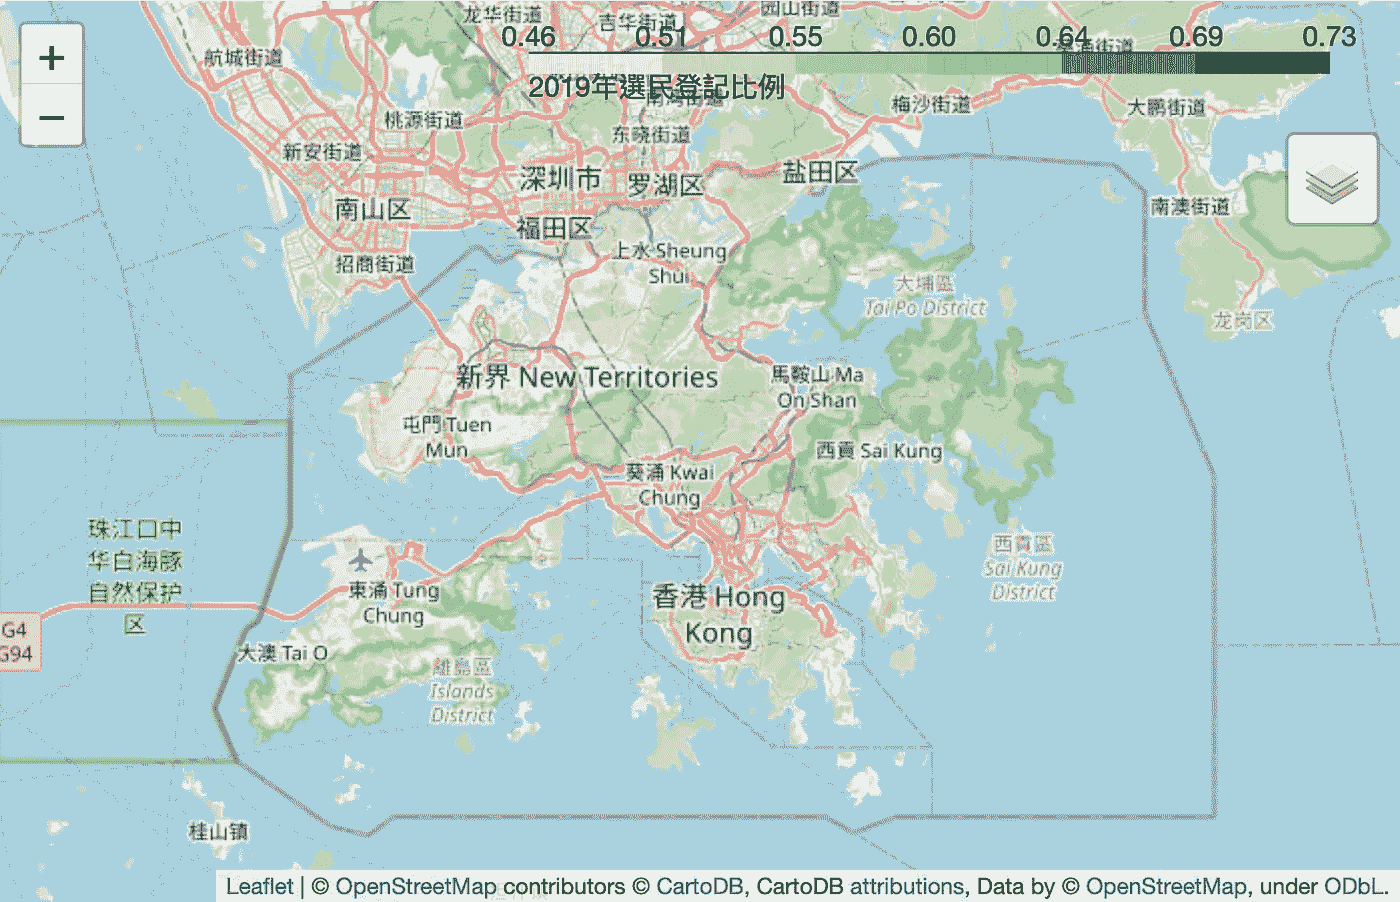 龙华街道
吉华街道
园山街道
+
−
航城街道
0.46
0.51
0.55
0.60
0.64
0.69
0.73
葵涌街道
2019年選民登記比例
南湾街道
梅沙街道
大鹏街道
桃源街道
东晓街道
新安街道
深圳市
罗湖区
盐田区
南山区
福田区
南澳街道
招商街道
上水 Sheung
Shui
大埔區
Tai Po District
龙岗区
新界 New Territories
馬鞍山 Ma
On Shan
屯門 Tuen
Mun
西貢 Sai Kung
葵涌 Kwai
Chung
珠江口中
华白海豚
自然保护
区
西貢區
Sai Kung
District
東涌 Tung
Chung
香港 Hong
Kong
G4
G94
大澳 Tai O
離島區
Islands
District
桂山镇
Leaflet | © OpenStreetMap contributors © CartoDB, CartoDB attributions, Data by © OpenStreetMap, under ODbL.